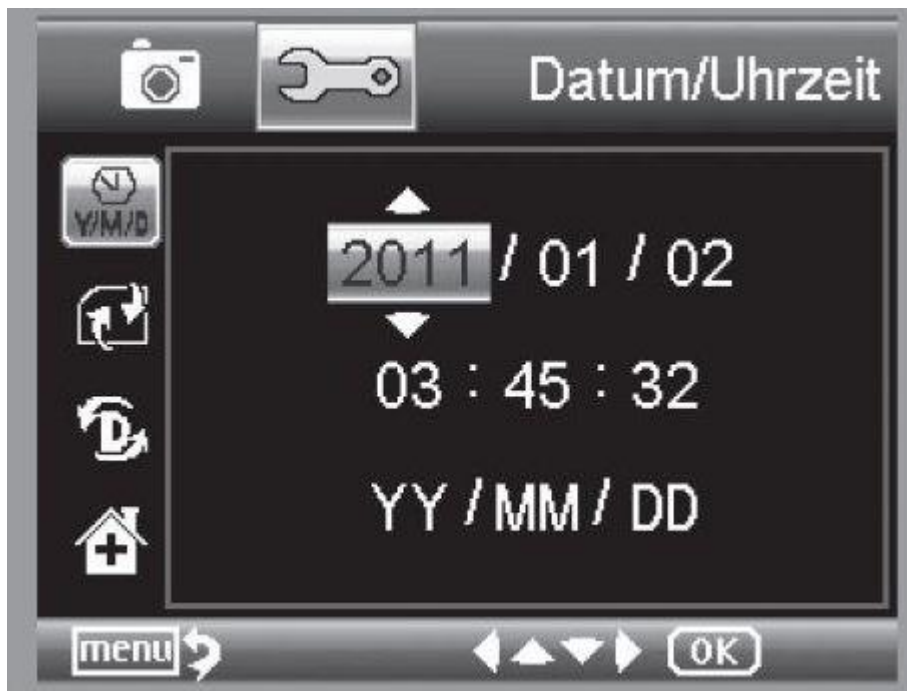 Datum/Uhrzeit
Y/M/D
2011 / 01 / 02
03 : 45 : 32
D
YY / MM / DD
menu OK